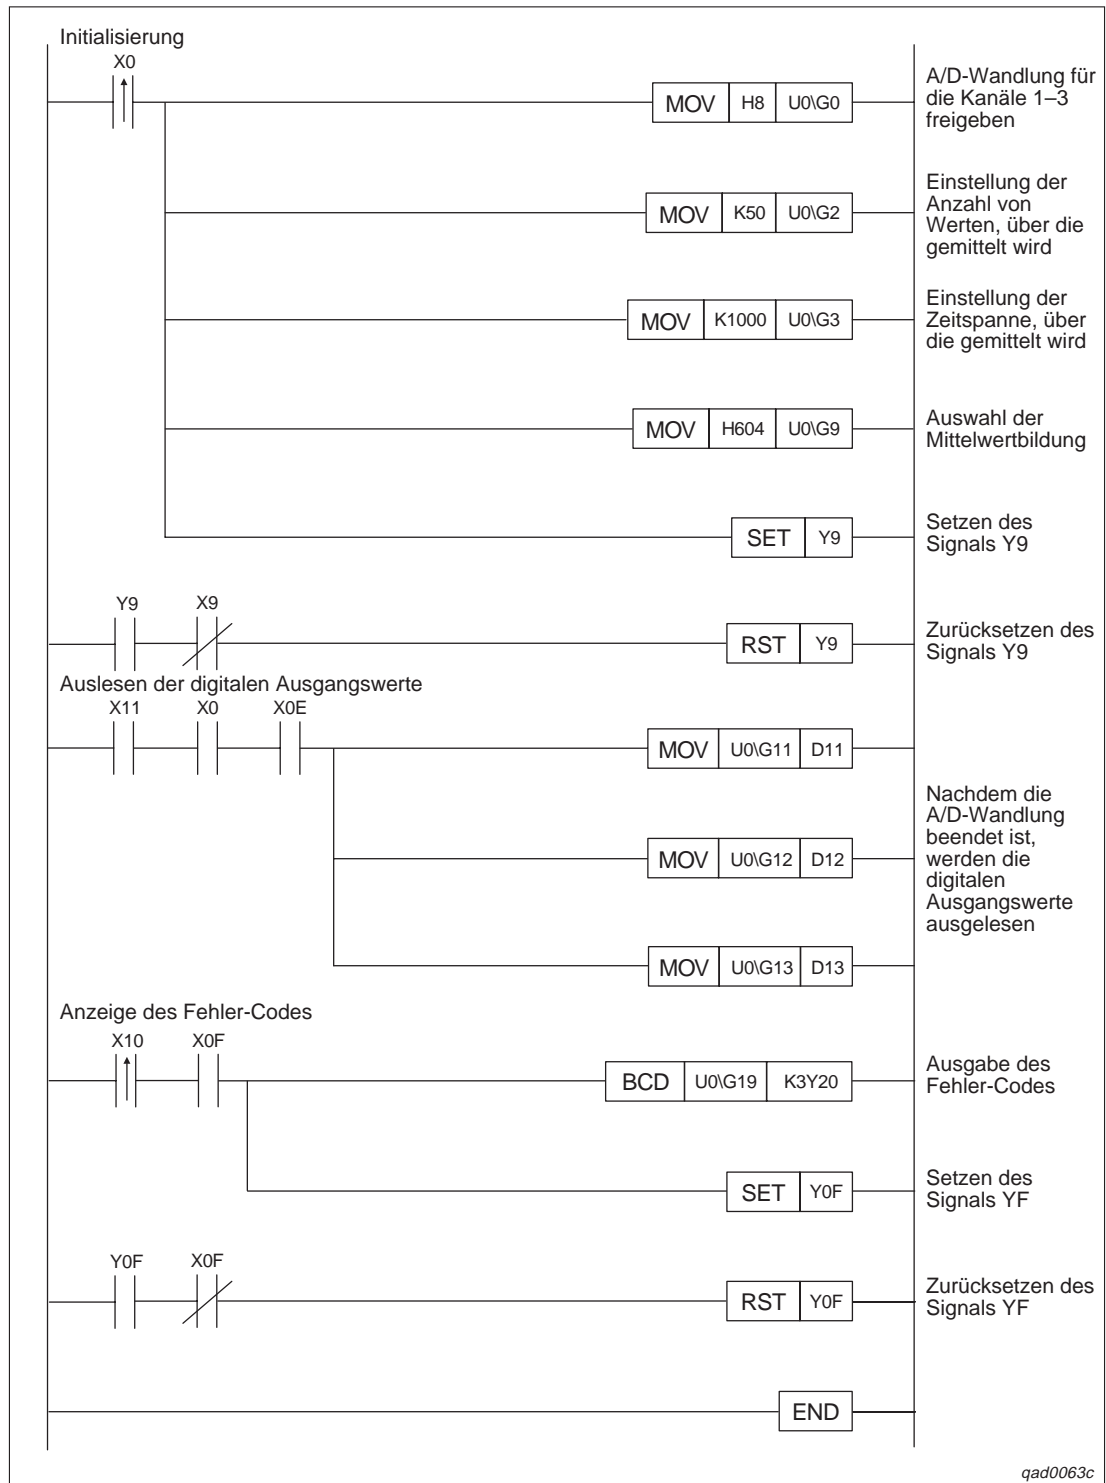 Initialisierung
X0
MOV H8 U0\G0
A/D-Wandlung für
die Kanäle 1–3
freigeben
MOV K50 U0\G2
Einstellung der
Anzahl von
Werten, über die
gemittelt wird
MOV K1000 U0\G3
Einstellung der
Zeitspanne, über
die gemittelt wird
MOV H604 U0\G9
Auswahl der
Mittelwertbildung
SET Y9
Setzen des
Signals Y9
Y9 X9
RST Y9
Zurücksetzen des
Signals Y9
Auslesen der digitalen Ausgangswerte
X11 X0 X0E
MOV U0\G11 D11
MOV U0\G12 D12
MOV U0\G13 D13
Nachdem die
A/D-Wandlung
beendet ist,
werden die
digitalen
Ausgangswerte
ausgelesen
Anzeige des Fehler-Codes
X10 X0F
BCD U0\G19 K3Y20
Ausgabe des
Fehler-Codes
SET Y0F
Setzen des
Signals YF
Y0F X0F
RST Y0F
Zurücksetzen des
Signals YF
END
qad0063c